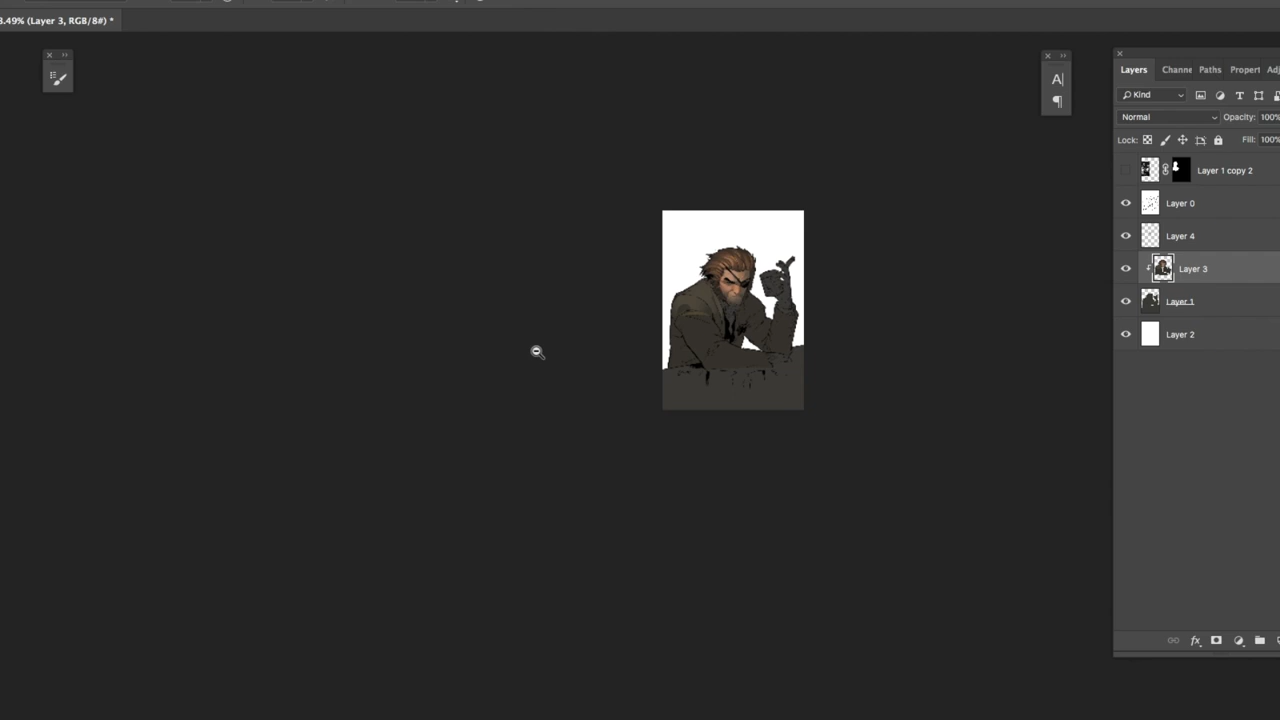 3.49% (Layer 3, RGB/8#) *
A|
¶
Layers Channe Paths Propert Adj
Kind
T
Normal Opacity: 100%
Lock: Fill: 100%
Layer 1 copy 2
Layer 0
Layer 4
Layer 3
Layer 1
Layer 2
fx